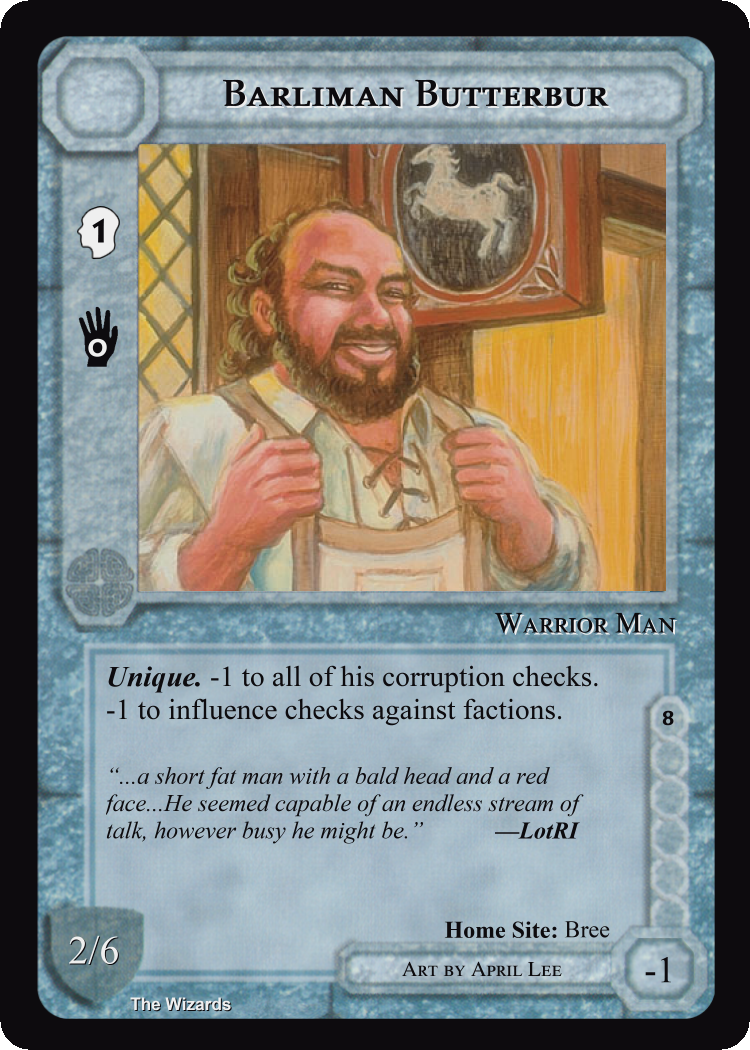 Barliman Butterbur
1
0
Warrior Man
Unique. -1 to all of his corruption checks.
-1 to influence checks against factions.
8
“...a short fat man with a bald head and a red
face...He seemed capable of an endless stream of
talk, however busy he might be.” —LotRI
Home Site: Bree
2/6
Art by April Lee
-1
The Wizards